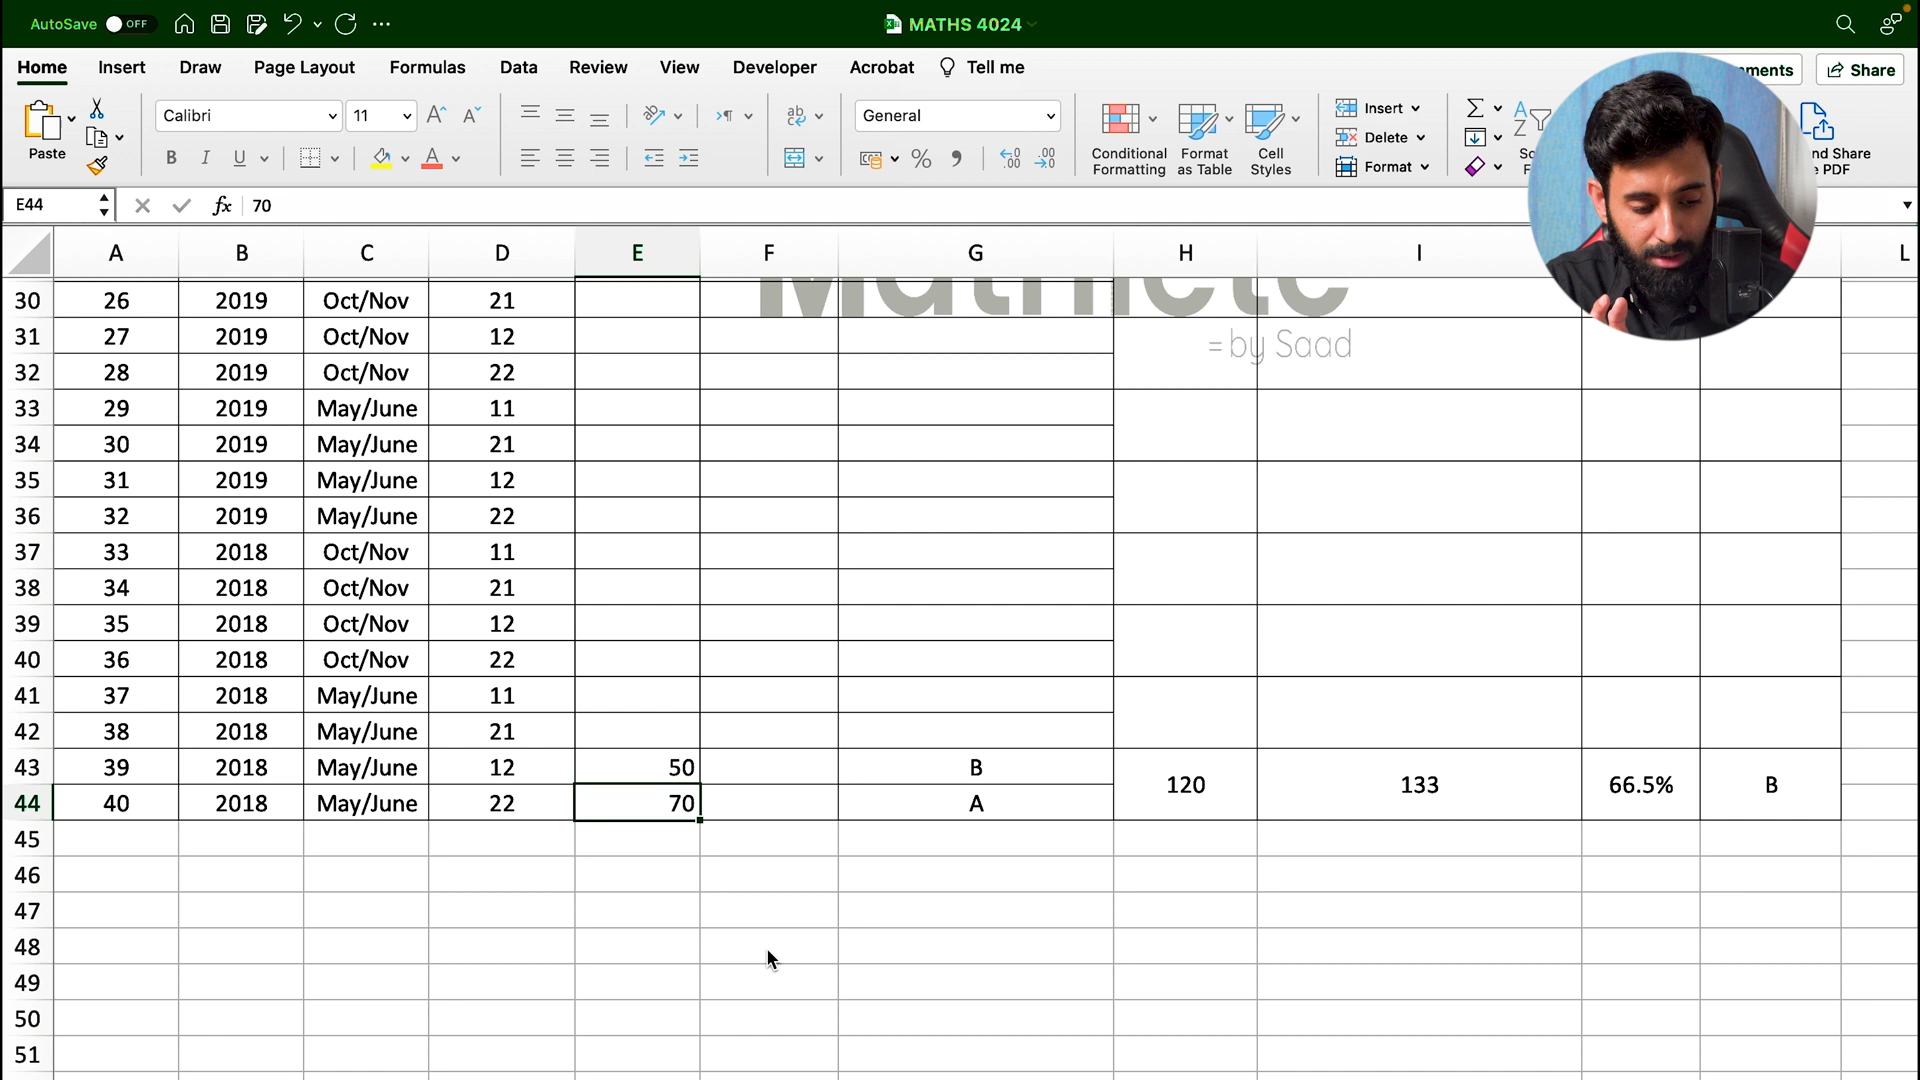 AutoSave OFF MATHS 4024
Home Insert Draw Page Layout Formulas Data Review View Developer Acrobat Tell me Share
Paste Calibri 11 General Conditional Formatting Format as Table Cell Styles Insert Delete Format
E44 fx 70
A B C D E F G H I L
30 26 2019 Oct/Nov 21
=by Saad
31 27 2019 Oct/Nov 12
32 28 2019 Oct/Nov 22
33 29 2019 May/June 11
34 30 2019 May/June 21
35 31 2019 May/June 12
36 32 2019 May/June 22
37 33 2018 Oct/Nov 11
38 34 2018 Oct/Nov 21
39 35 2018 Oct/Nov 12
40 36 2018 Oct/Nov 22
41 37 2018 May/June 11
42 38 2018 May/June 21
43 39 2018 May/June 12 50 B 120 133 66.5% B
44 40 2018 May/June 22 70 A
45
46
47
48
49
50
51